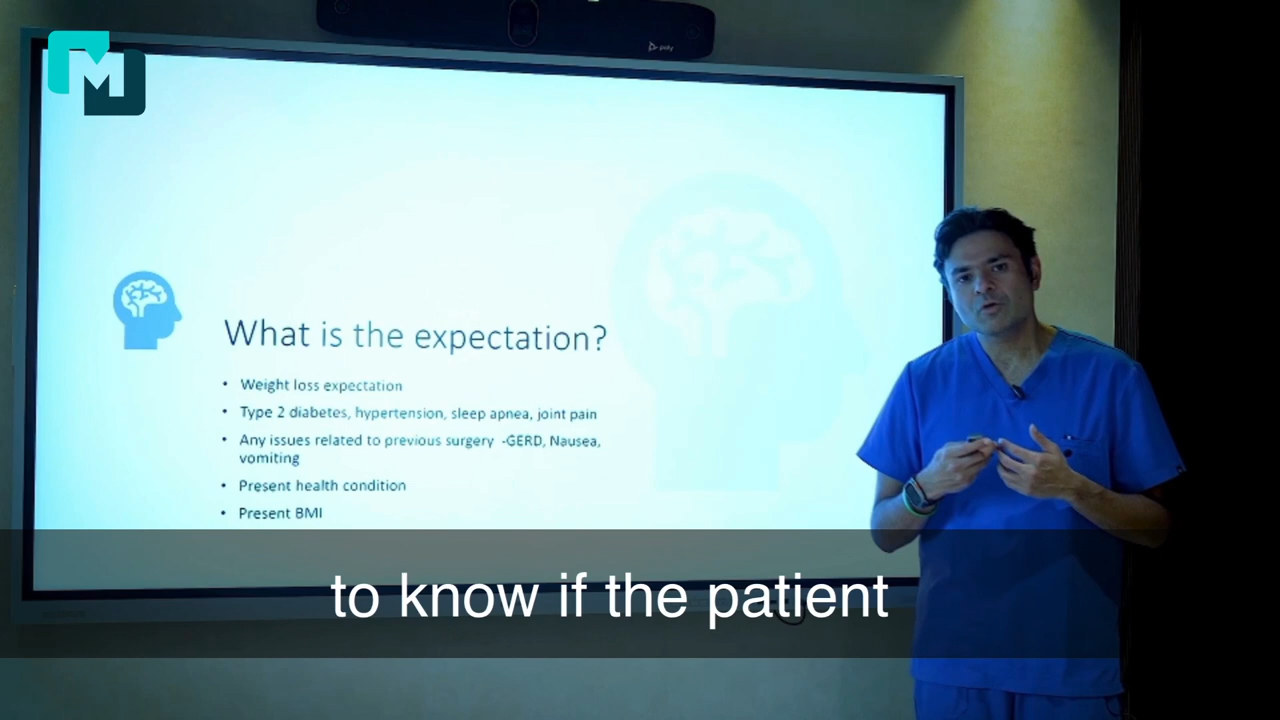 poly
What is the expectation?
• Weight loss expectation
• Type 2 diabetes, hypertension, sleep apnea, joint pain
• Any issues related to previous surgery -GERD, Nausea,
vomiting
• Present health condition
• Present BMI
to know if the patient